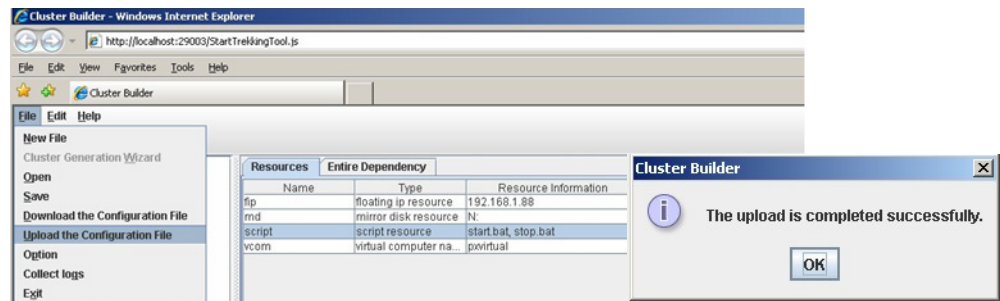 Cluster Builder - Windows Internet Explorer
http://localhost:29003/StartTrekkingTool.js
File Edit View Favorites Tools Help
Cluster Builder
File Edit Help
New File
Cluster Generation Wizard
Open
Save
Download the Configuration File
Upload the Configuration File
Option
Collect logs
Exit
Resources Entire Dependency
Name Type Resource Information
fip floating ip resource 192.168.1.88
md mirror disk resource N:
script script resource start.bat, stop.bat
vcom virtual computer na... pxvirtual
Cluster Builder
The upload is completed successfully.
OK